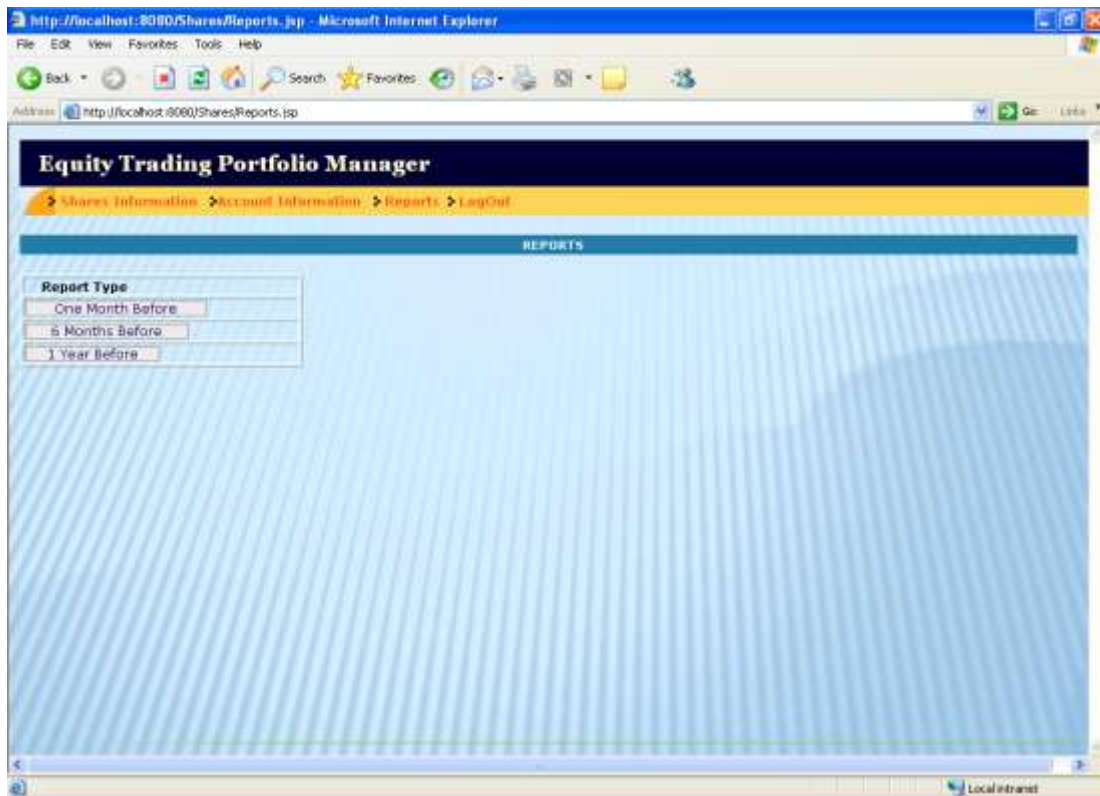 http://localhost:8080/Shares/Reports.jsp - Microsoft Internet Explorer
File Edit View Favorites Tools Help
Back Search Favorites
Address http://localhost:8080/Shares/Reports.jsp Go Links
Equity Trading Portfolio Manager
Shares Information Account Information Reports LogOut
REPORTS
Report Type
One Month Before
6 Months Before
1 Year Before
Local intranet